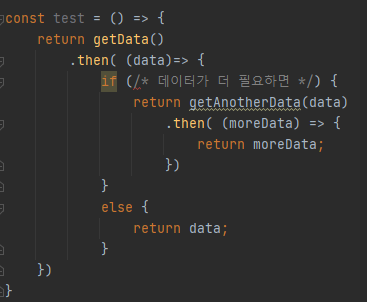 const test = () => {
    return getData()
        .then( (data)=> {
            if (/* 데이터가 더 필요하면 */) {
                return getAnotherData(data)
                    .then( (moreData) => {
                        return moreData;
                    })
            }
            else {
                return data;
            }
    })
}